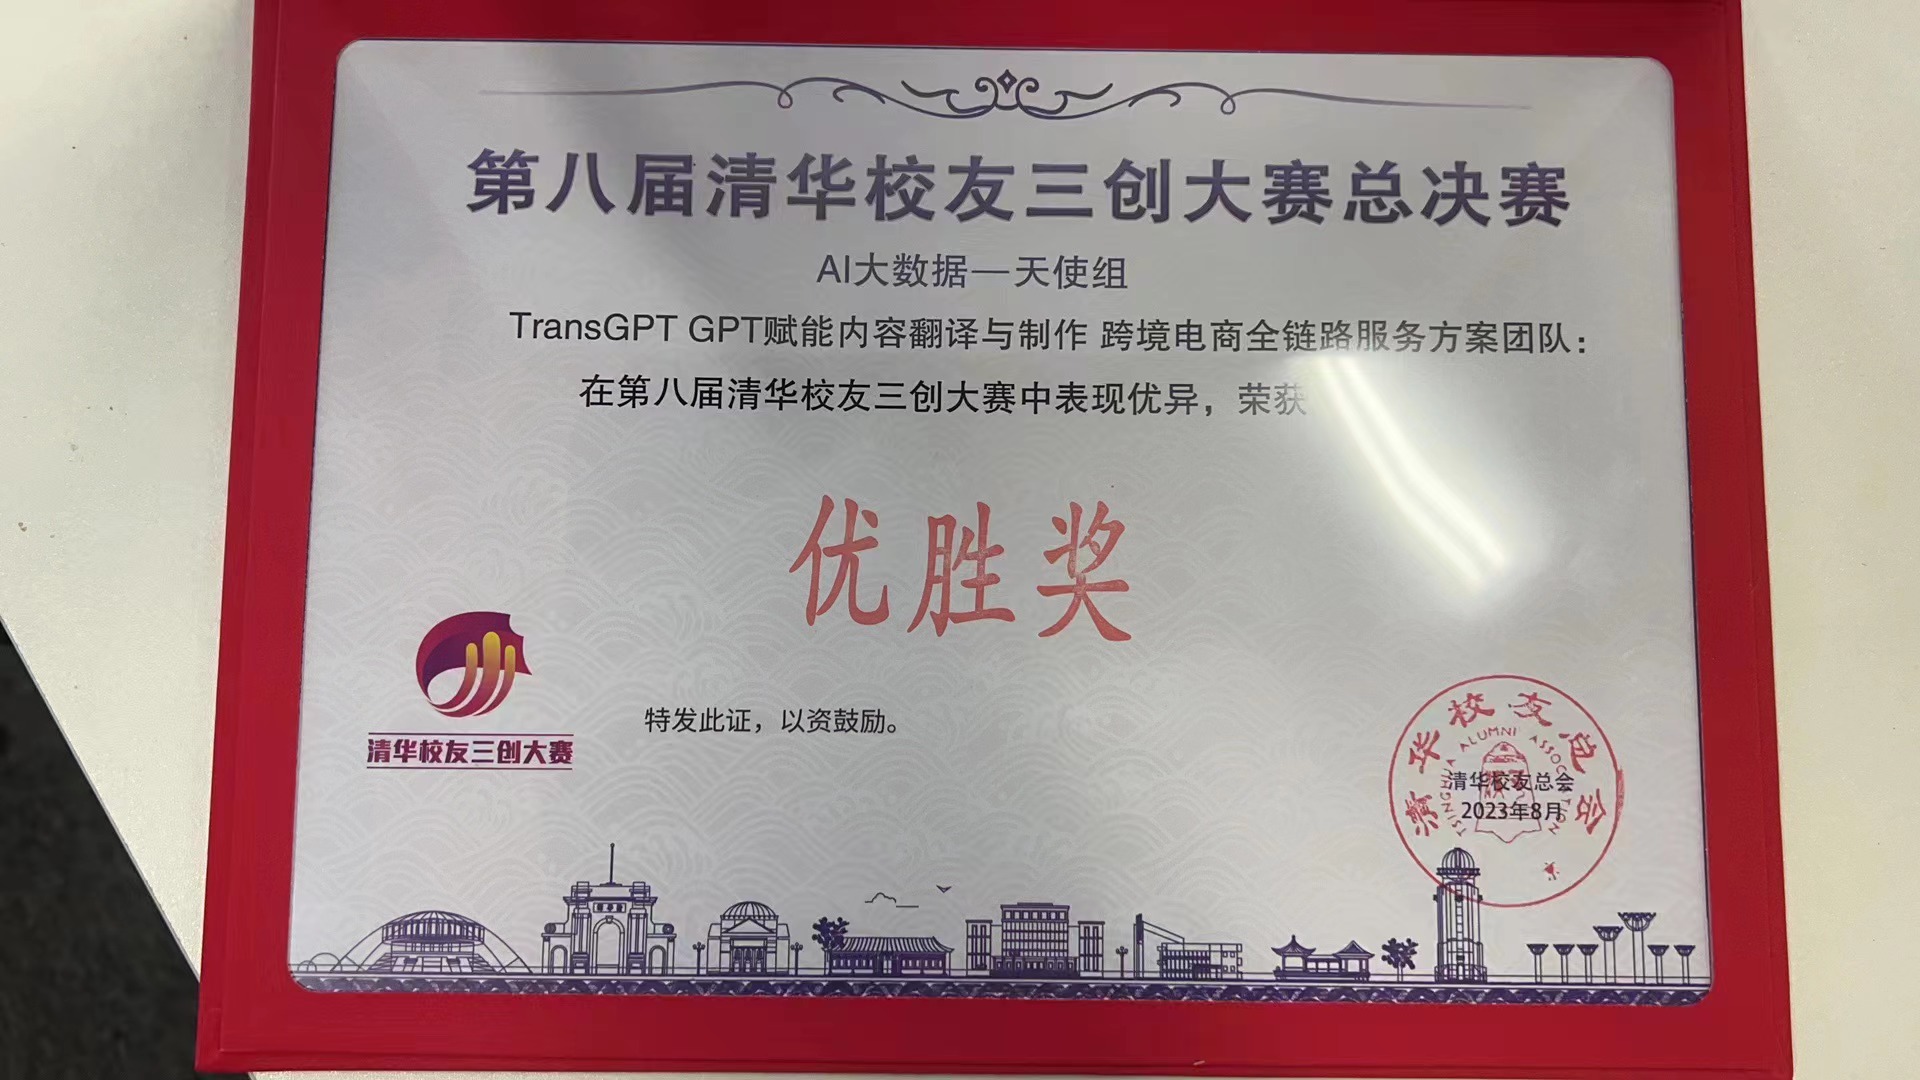 第八届清华校友三创大赛总决赛
AI大数据—天使组
TransGPT GPT赋能内容翻译与制作 跨境电商全链路服务方案团队：
在第八届清华校友三创大赛中表现优异，荣获
优胜奖
特发此证，以资鼓励。
清华校友三创大赛
清华校友总会
TSINGHUA ALUMNI ASSOCIATION
清华校友总会
2023年8月